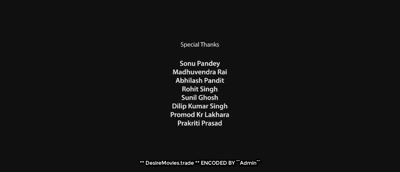 Special Thanks
Sonu Pandey
Madhuvendra Rai
Abhilash Pandit
Rohit Singh
Sunil Ghosh
Dilip Kumar Singh
Promod Kr Lakhara
Prakriti Prasad
** DesireMovies.trade ** ENCODED BY ~~Admin~~